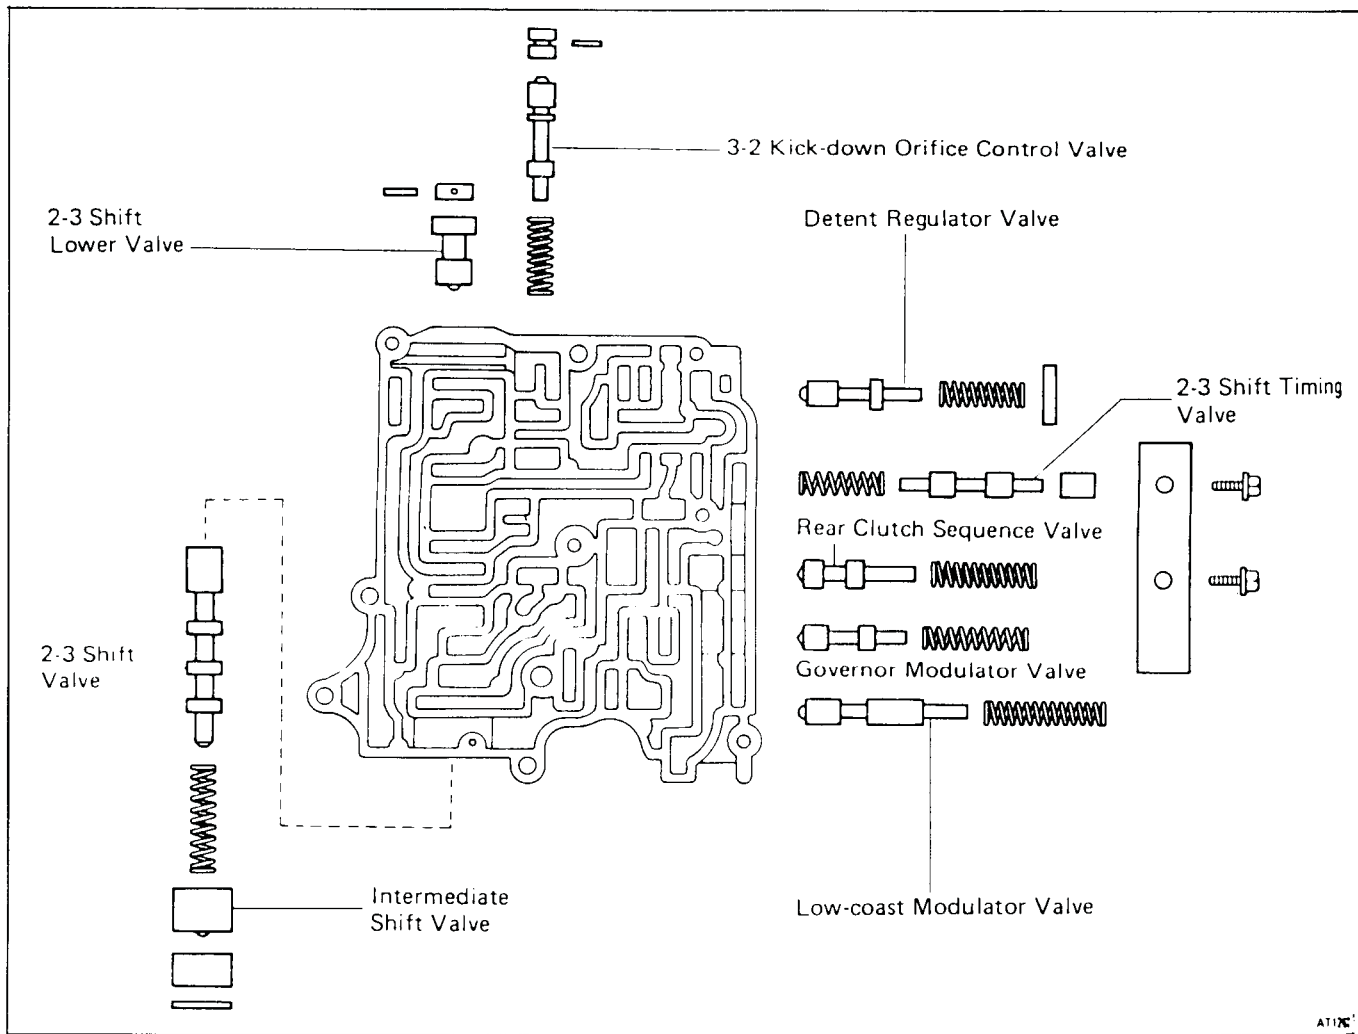 3-2 Kick-down Orifice Control Valve
2-3 Shift
Lower Valve
Detent Regulator Valve
2-3 Shift Timing
Valve
Rear Clutch Sequence Valve
2-3 Shift
Valve
Governor Modulator Valve
Intermediate
Shift Valve
Low-coast Modulator Valve